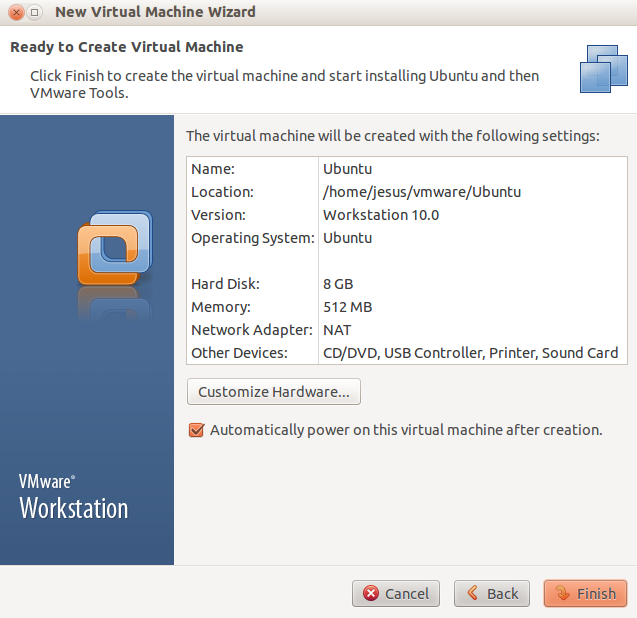 New Virtual Machine Wizard
Ready to Create Virtual Machine
Click Finish to create the virtual machine and start installing Ubuntu and then
VMware Tools.
The virtual machine will be created with the following settings:
Name: Ubuntu
Location: /home/jesus/vmware/Ubuntu
Version: Workstation 10.0
Operating System: Ubuntu
Hard Disk: 8 GB
Memory: 512 MB
Network Adapter: NAT
Other Devices: CD/DVD, USB Controller, Printer, Sound Card
Customize Hardware...
Automatically power on this virtual machine after creation.
VMware®
Workstation
Cancel Back Finish